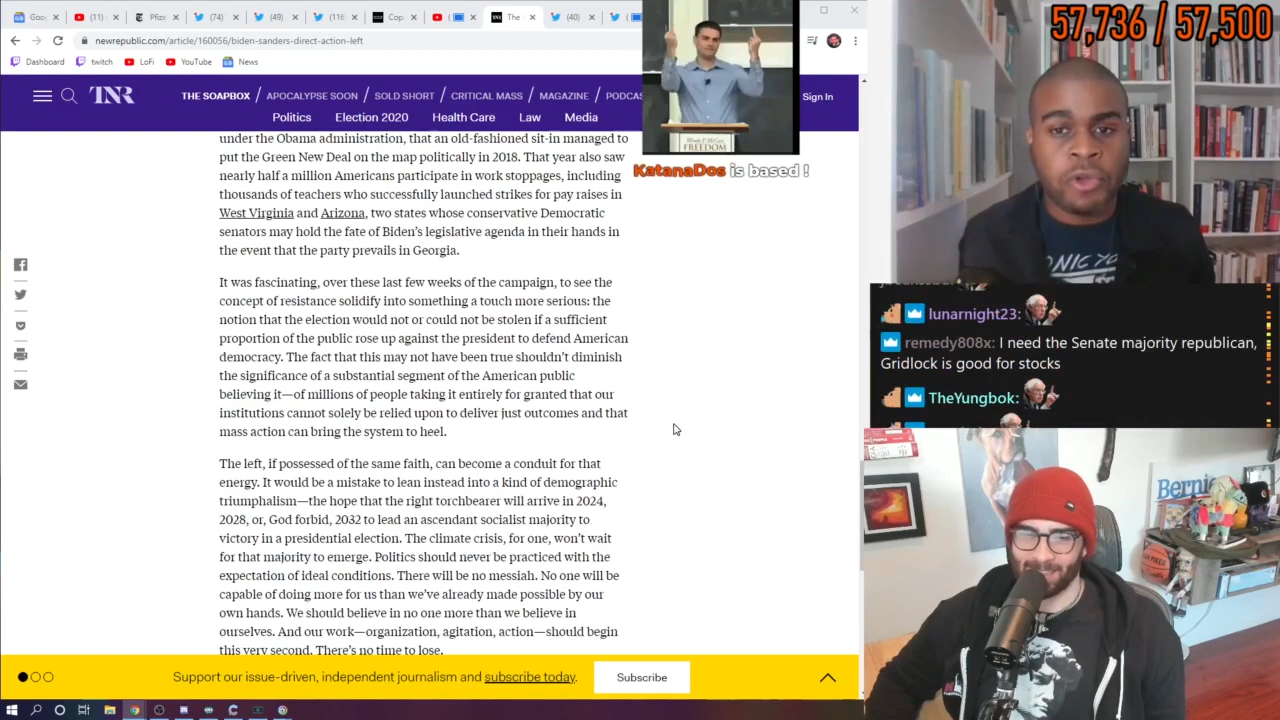 Goo
(11)
Pfize
(74)
(49)
(116
Cop
The
(40)
newrepublic.com/article/160056/biden-sanders-direct-action-left
Dashboard
twitch
LoFi
YouTube
News
TNR
THE SOAPBOX / APOCALYPSE SOON / SOLD SHORT / CRITICAL MASS / MAGAZINE / PODCAS
Sign In
Politics
Election 2020
Health Care
Law
Media
under the Obama administration, that an old-fashioned sit-in managed to
put the Green New Deal on the map politically in 2018. That year also saw
nearly half a million Americans participate in work stoppages, including
thousands of teachers who successfully launched strikes for pay raises in
West Virginia and Arizona, two states whose conservative Democratic
senators may hold the fate of Biden’s legislative agenda in their hands in
the event that the party prevails in Georgia.
It was fascinating, over these last few weeks of the campaign, to see the
concept of resistance solidify into something a touch more serious: the
notion that the election would not or could not be stolen if a sufficient
proportion of the public rose up against the president to defend American
democracy. The fact that this may not have been true shouldn’t diminish
the significance of a substantial segment of the American public
believing it—of millions of people taking it entirely for granted that our
institutions cannot solely be relied upon to deliver just outcomes and that
mass action can bring the system to heel.
The left, if possessed of the same faith, can become a conduit for that
energy. It would be a mistake to lean instead into a kind of demographic
triumphalism—the hope that the right torchbearer will arrive in 2024,
2028, or, God forbid, 2032 to lead an ascendant socialist majority to
victory in a presidential election. The climate crisis, for one, won’t wait
for that majority to emerge. Politics should never be practiced with the
expectation of ideal conditions. There will be no messiah. No one will be
capable of doing more for us than we’ve already made possible by our
own hands. We should believe in no one more than we believe in
ourselves. And our work—organization, agitation, action—should begin
this very second. There’s no time to lose.
Support our issue-driven, independent journalism and subscribe today.
Subscribe
FREEDOM
KatanaDos is based !
57,736 / 57,500
lunarnight23:
remedy808x: I need the Senate majority republican,
Gridlock is good for stocks
TheYungbok:
Bernie